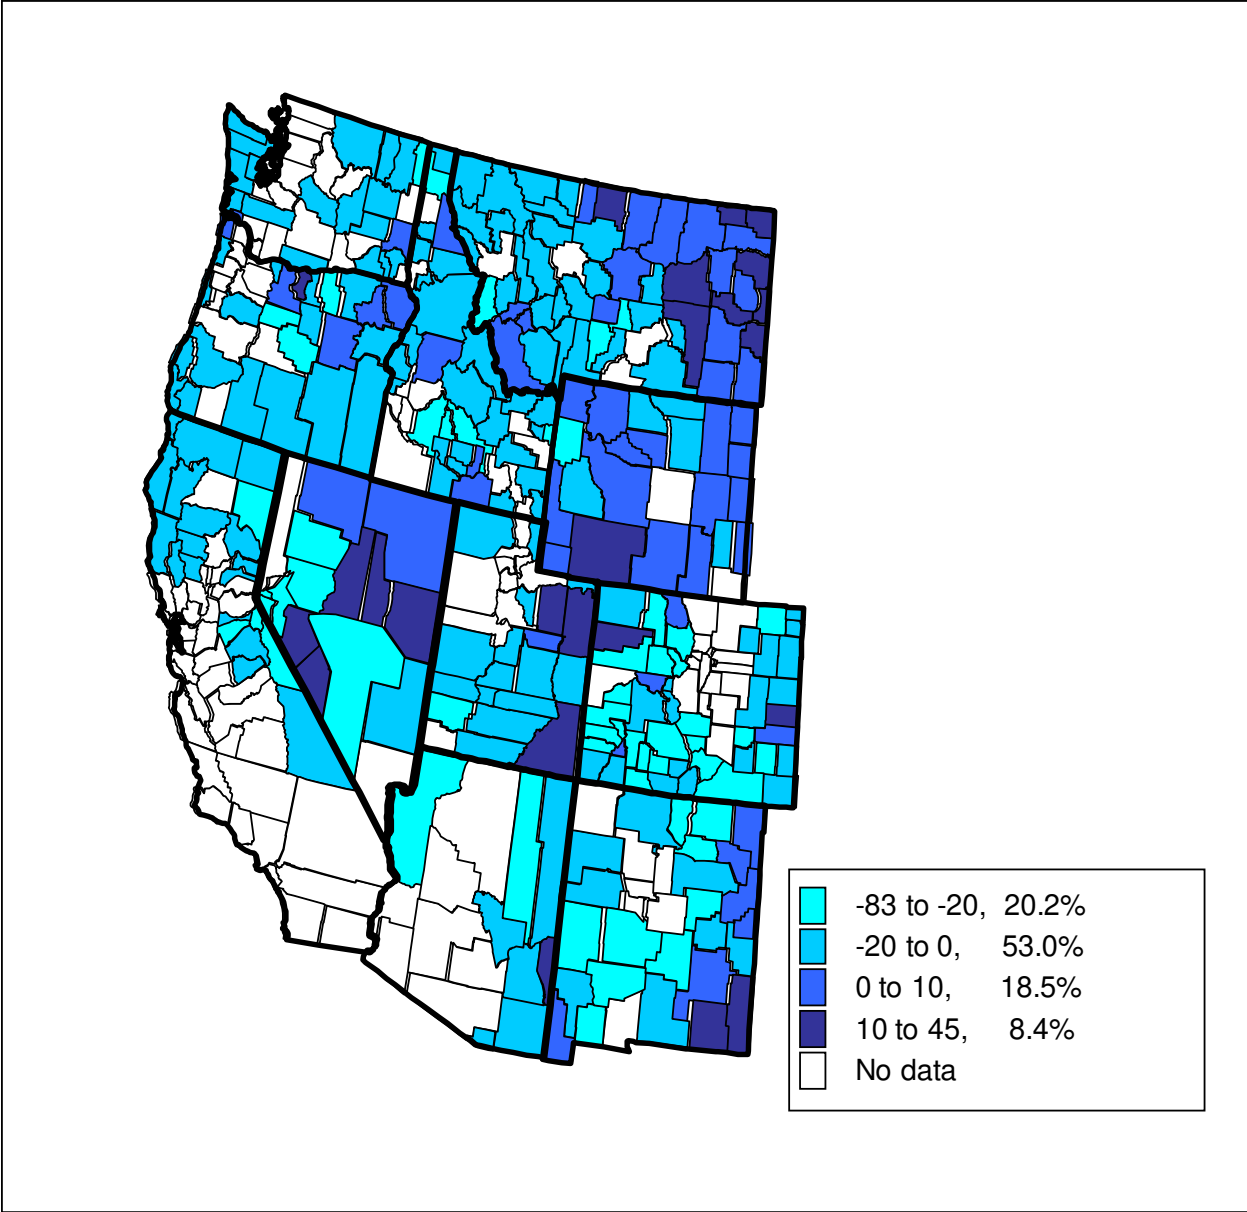 -83 to -20, 20.2%
-20 to 0, 53.0%
0 to 10, 18.5%
10 to 45, 8.4%
No data